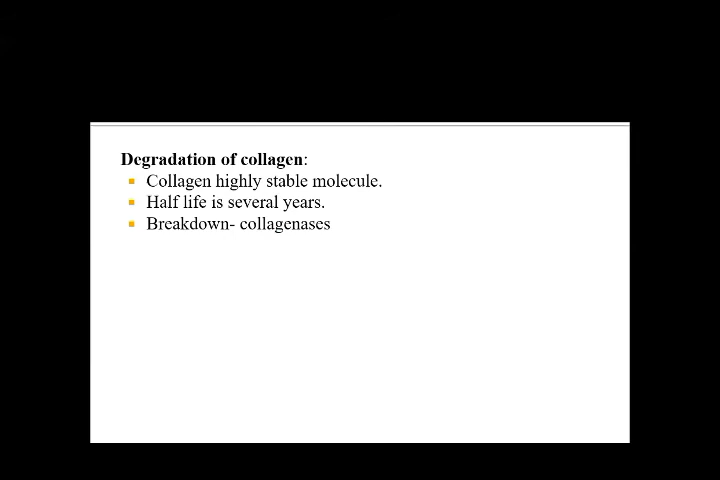 Degradation of collagen:
Collagen highly stable molecule.
Half life is several years.
Breakdown- collagenases